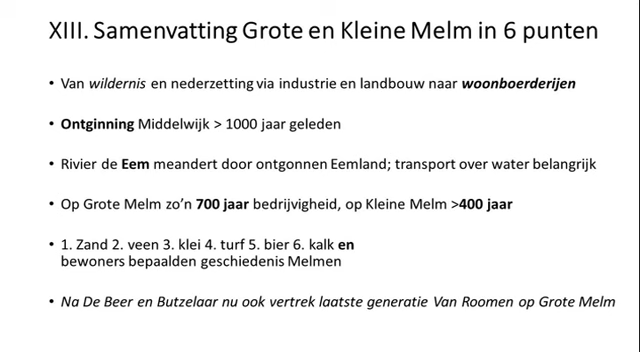 XIII. Samenvatting Grote en Kleine Melm in 6 punten
• Van wildernis en nederzetting via industrie en landbouw naar woonboerderijen
• Ontginning Middelwijk > 1000 jaar geleden
• Rivier de Eem meandert door ontgonnen Eemland; transport over water belangrijk
• Op Grote Melm zo’n 700 jaar bedrijvigheid, op Kleine Melm >400 jaar
• 1. Zand 2. veen 3. klei 4. turf 5. bier 6. kalk en
bewoners bepaalden geschiedenis Melmen
• Na De Beer en Butzelaar nu ook vertrek laatste generatie Van Roomen op Grote Melm